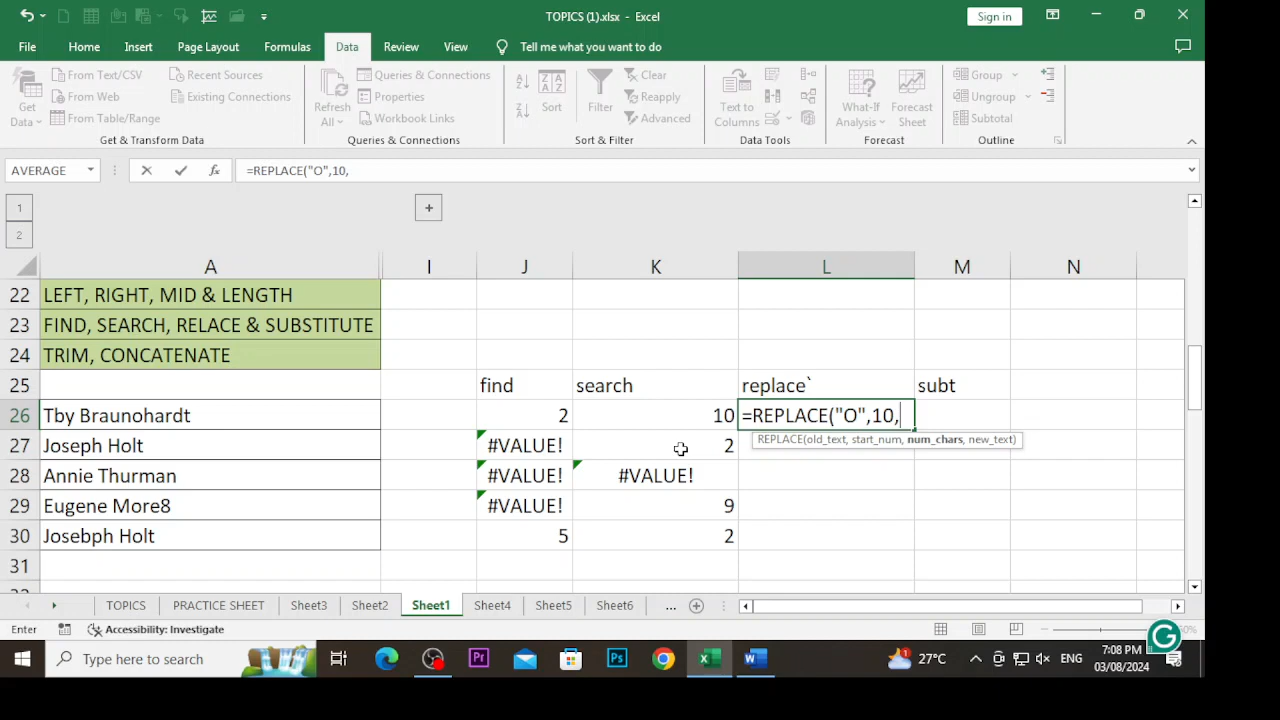 TOPICS (1).xlsx - Excel
Sign in
File Home Insert Page Layout Formulas Data Review View Tell me what you want to do
From Text/CSV Recent Sources Queries & Connections Clear Group
Get From Web Existing Connections Refresh Properties Sort Filter Reapply Text to What-If Forecast Ungroup
Data From Table/Range All Workbook Links Advanced Columns Analysis Sheet Subtotal
Get & Transform Data Queries & Connections Sort & Filter Data Tools Forecast Outline
AVERAGE fx =REPLACE("O",10,
1
2
A I J K L M N
22 LEFT, RIGHT, MID & LENGTH
23 FIND, SEARCH, RELACE & SUBSTITUTE
24 TRIM, CONCATENATE
25 find search replace` subt
26 Tby Braunohardt 2 10 =REPLACE("O",10,
REPLACE(old_text, start_num, num_chars, new_text)
27 Joseph Holt #VALUE! 2
28 Annie Thurman #VALUE! #VALUE!
29 Eugene More8 #VALUE! 9
30 Josebph Holt 5 2
31
TOPICS PRACTICE SHEET Sheet3 Sheet2 Sheet1 Sheet4 Sheet5 Sheet6 ...
Enter Accessibility: Investigate
Type here to search Pr Ps 27°C ENG 7:08 PM
03/08/2024